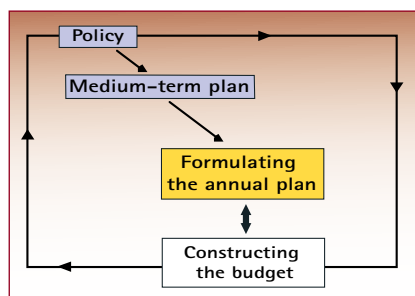 Policy
Medium-term plan
Formulating
the annual plan
Constructing
the budget